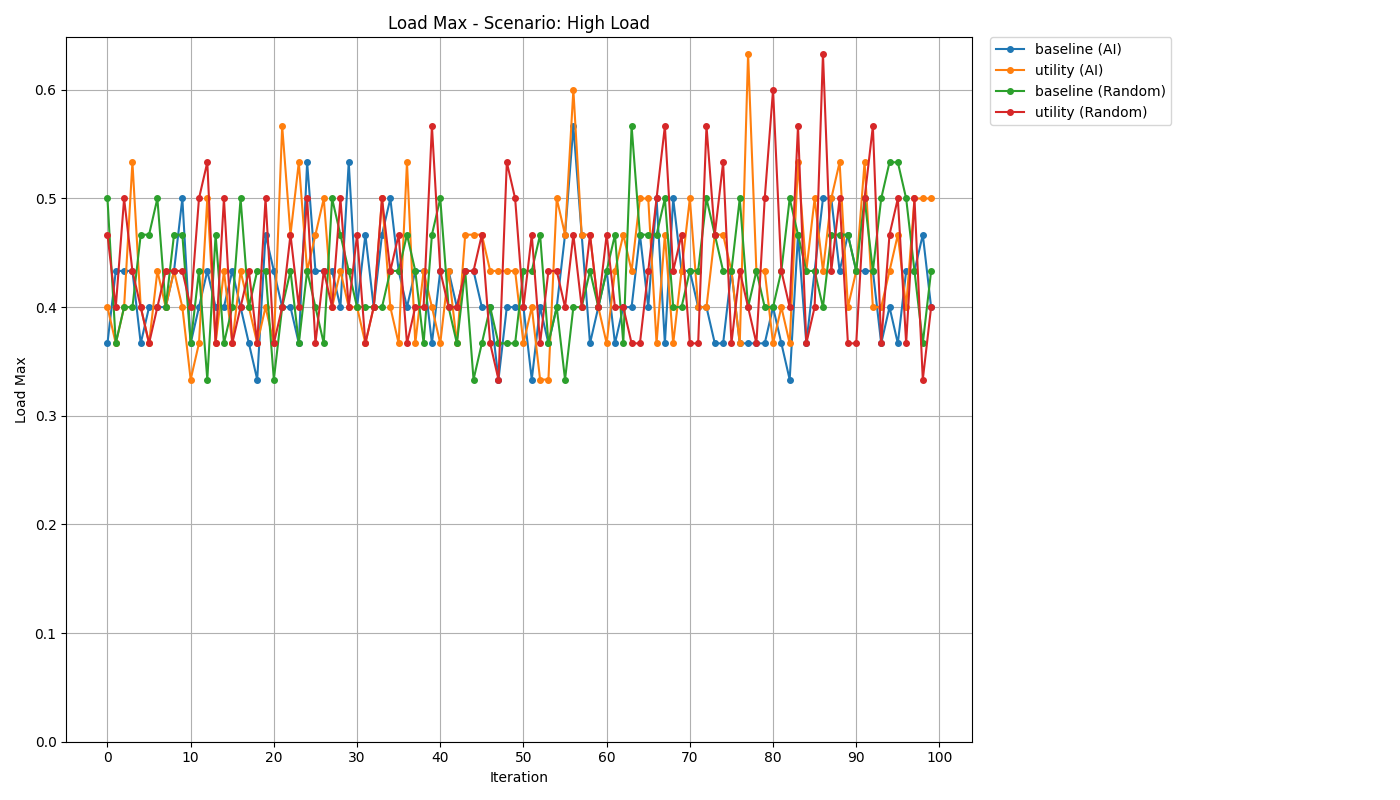 Load Max - Scenario: High Load
baseline (AI)
utility (AI)
baseline (Random)
utility (Random)
0.6
0.5
0.4
0.3
0.2
0.1
0.0
Load Max
0 10 20 30 40 50 60 70 80 90 100
Iteration